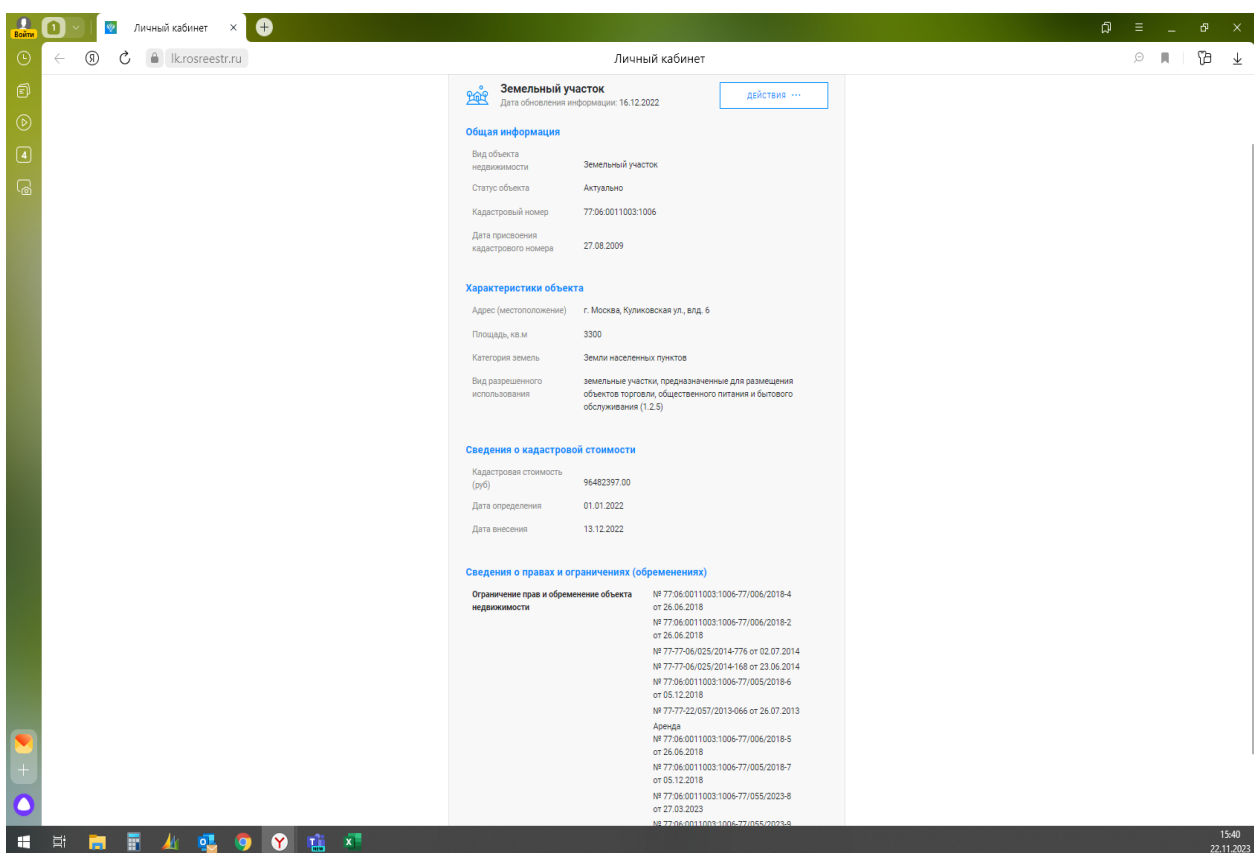 Войти
1
Личный кабинет
lk.rosreestr.ru
Личный кабинет
4
Земельный участок
Дата обновления информации: 16.12.2022
ДЕЙСТВИЯ ···
Общая информация
Вид объекта
недвижимости
Земельный участок
Статус объекта
Актуально
Кадастровый номер
77:06:0011003:1006
Дата присвоения
кадастрового номера
27.08.2009
Характеристики объекта
Адрес (местоположение)
г. Москва, Куликовская ул., влд. 6
Площадь, кв.м
3300
Категория земель
Земли населенных пунктов
Вид разрешенного
использования
земельные участки, предназначенные для размещения
объектов торговли, общественного питания и бытового
обслуживания (1.2.5)
Сведения о кадастровой стоимости
Кадастровая стоимость
(руб)
96482397.00
Дата определения
01.01.2022
Дата внесения
13.12.2022
Сведения о правах и ограничениях (обременениях)
Ограничение прав и обременение объекта
недвижимости
№ 77:06:0011003:1006-77/006/2018-4
от 26.06.2018
№ 77:06:0011003:1006-77/006/2018-2
от 26.06.2018
№ 77-77-06/025/2014-776 от 02.07.2014
№ 77-77-06/025/2014-168 от 23.06.2014
№ 77:06:0011003:1006-77/005/2018-6
от 05.12.2018
№ 77-77-22/057/2013-066 от 26.07.2013
Аренда
№ 77:06:0011003:1006-77/006/2018-5
от 26.06.2018
№ 77:06:0011003:1006-77/005/2018-7
от 05.12.2018
№ 77:06:0011003:1006-77/055/2023-8
от 27.03.2023
№ 77:06:0011003:1006-77/055/2023-9
15:40
22.11.2023